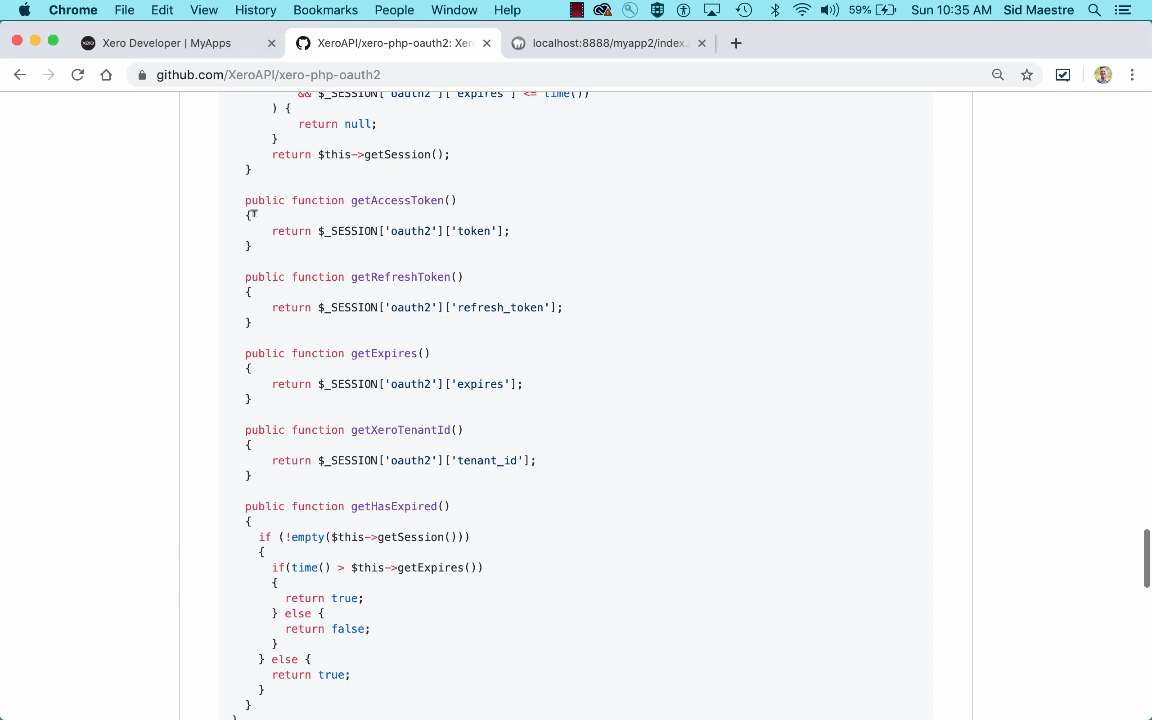 Chrome File Edit View History Bookmarks People Window Help 59% Sun 10:35 AM Sid Maestre
Xero Developer | MyApps XeroAPI/xero-php-oauth2: Xer localhost:8888/myapp2/index.
github.com/XeroAPI/xero-php-oauth2
&& $_SESSION['oauth2']['expires'] <= time())
) {
return null;
}
return $this->getSession();
}
public function getAccessToken()
{
return $_SESSION['oauth2']['token'];
}
public function getRefreshToken()
{
return $_SESSION['oauth2']['refresh_token'];
}
public function getExpires()
{
return $_SESSION['oauth2']['expires'];
}
public function getXeroTenantId()
{
return $_SESSION['oauth2']['tenant_id'];
}
public function getHasExpired()
{
if (!empty($this->getSession()))
{
if(time() > $this->getExpires())
{
return true;
} else {
return false;
}
} else {
return true;
}
}
}